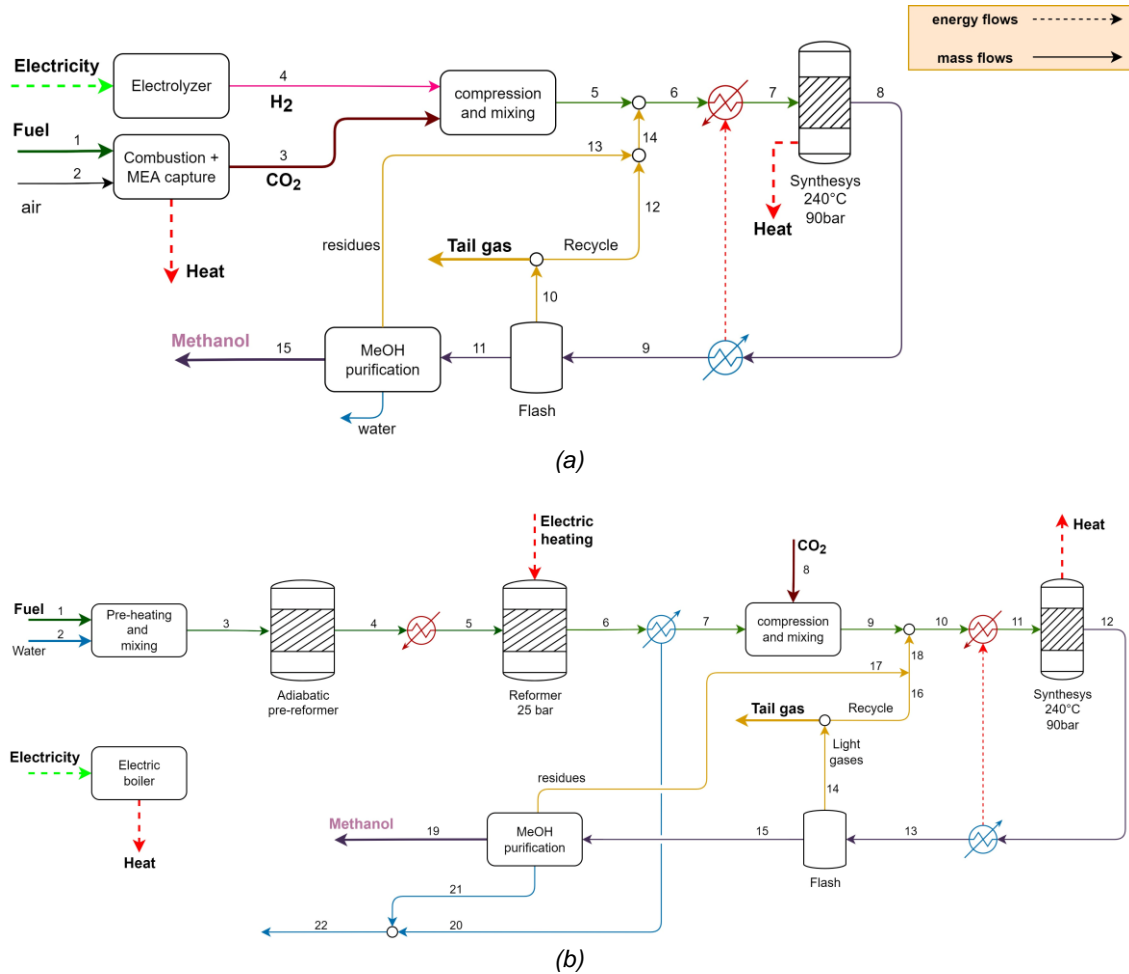 energy flows
mass flows
Electricity
Electrolyzer
4
H2
compression
and mixing
5
6
7
8
Fuel
1
2
air
Combustion +
MEA capture
3
CO2
Heat
13
14
12
Synthesys
240°C
90bar
Heat
residues
Tail gas
Recycle
10
Methanol
15
MeOH
purification
11
9
Flash
water
(a)
Electric
heating
Heat
CO2
8
Fuel
1
Water
2
Pre-heating
and
mixing
3
4
5
6
7
compression
and mixing
9
10
11
12
Adiabatic
pre-reformer
Reformer
25 bar
17
18
16
Synthesys
240°C
90bar
Tail gas
Recycle
Light
gases
14
Electricity
Electric
boiler
Heat
residues
Methanol
19
MeOH
purification
15
13
Flash
21
22
20
(b)